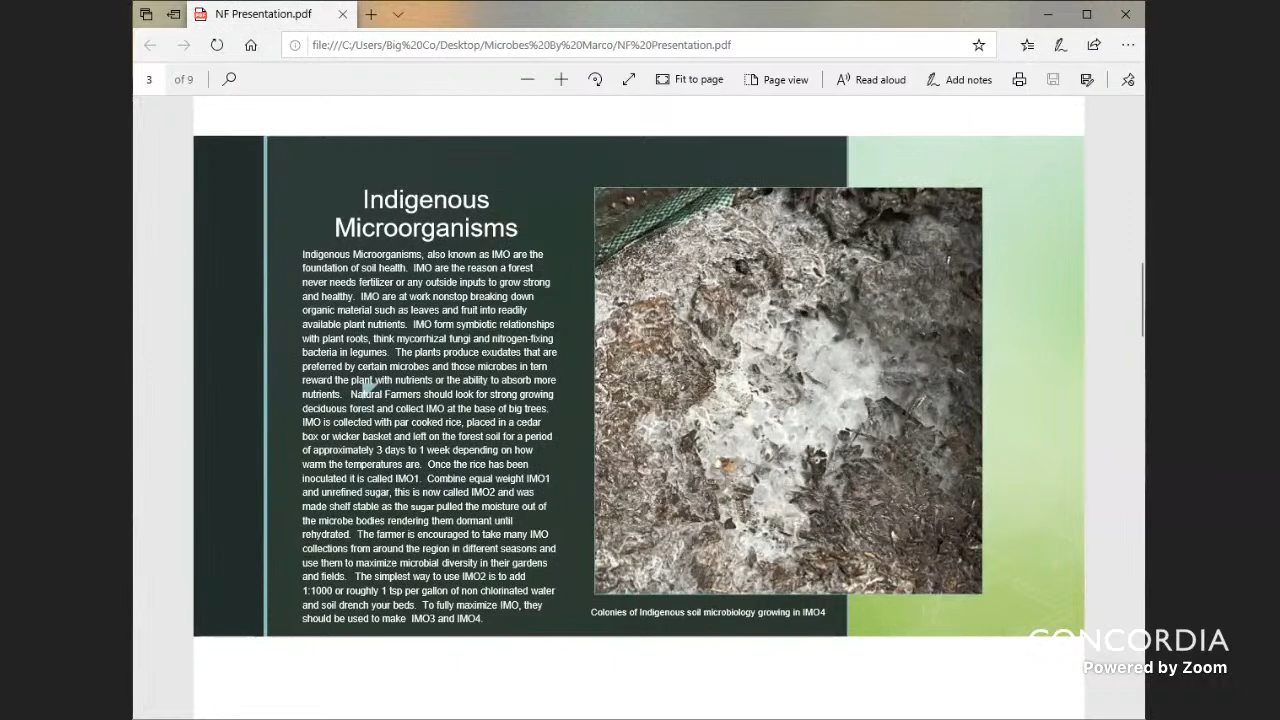 NF Presentation.pdf
file:///C:/Users/Big%20Co/Desktop/Microbes%20By%20Marco/NF%20Presentation.pdf
3 of 9
Fit to page
Page view
Read aloud
Add notes
Indigenous
Microorganisms
Indigenous Microorganisms, also known as IMO are the
foundation of soil health. IMO are the reason a forest
never needs fertilizer or any outside inputs to grow strong
and healthy. IMO are at work nonstop breaking down
organic material such as leaves and fruit into readily
available plant nutrients. IMO form symbiotic relationships
with plant roots, think mycorrhizal fungi and nitrogen-fixing
bacteria in legumes. The plants produce exudates that are
preferred by certain microbes and those microbes in tern
reward the plant with nutrients or the ability to absorb more
nutrients. Natural Farmers should look for strong growing
deciduous forest and collect IMO at the base of big trees.
IMO is collected with par cooked rice, placed in a cedar
box or wicker basket and left on the forest soil for a period
of approximately 3 days to 1 week depending on how
warm the temperatures are. Once the rice has been
inoculated it is called IMO1. Combine equal weight IMO1
and unrefined sugar, this is now called IMO2 and was
made shelf stable as the sugar pulled the moisture out of
the microbe bodies rendering them dormant until
rehydrated. The farmer is encouraged to take many IMO
collections from around the region in different seasons and
use them to maximize microbial diversity in their gardens
and fields. The simplest way to use IMO2 is to add
1:1000 or roughly 1 tsp per gallon of non chlorinated water
and soil drench your beds. To fully maximize IMO, they
should be used to make IMO3 and IMO4.
Colonies of Indigenous soil microbiology growing in IMO4
CONCORDIA
Powered by Zoom